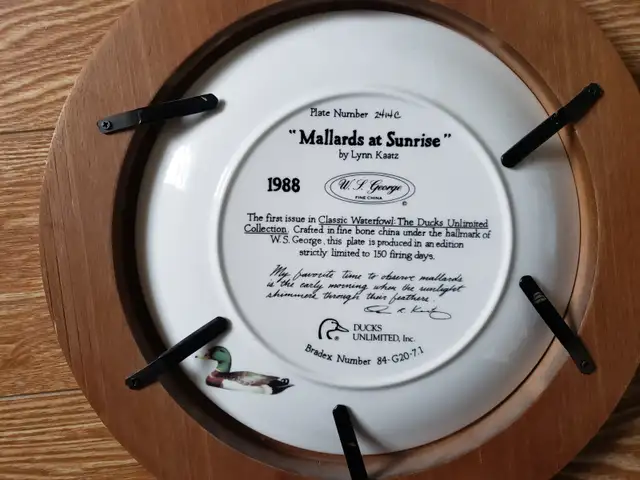 Plate Number 2414C
"Mallards at Sunrise"
by Lynn Kaatz
1988
W. S. George
FINE CHINA
®
The first issue in Classic Waterfowl: The Ducks Unlimited
Collection. Crafted in fine bone china under the hallmark of
W. S. George, this plate is produced in an edition
strictly limited to 150 firing days.
My favorite time to observe mallards
is the early morning when the sunlight
shimmers through their feathers.
DUCKS
UNLIMITED, Inc.
Bradex Number 84-G20-7.1